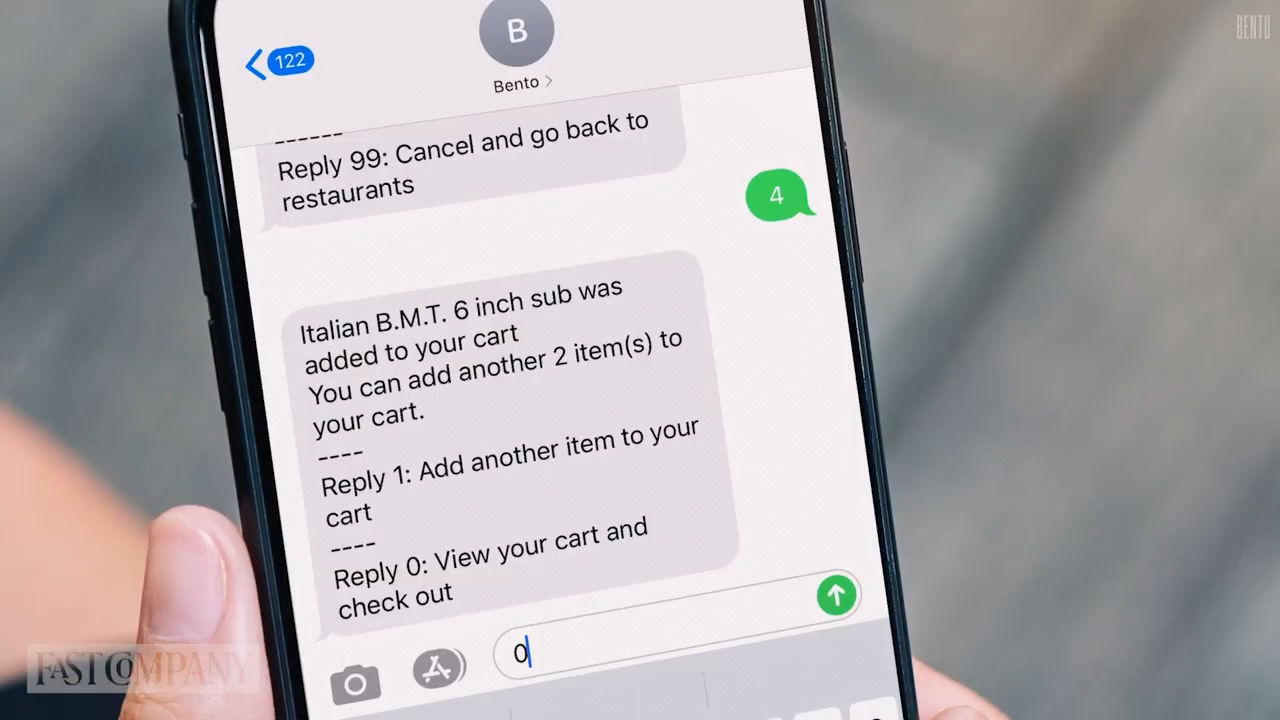 BENTO
B
122
Bento >
------
Reply 99: Cancel and go back to
restaurants
4
Italian B.M.T. 6 inch sub was
added to your cart
You can add another 2 item(s) to
your cart.
----
Reply 1: Add another item to your
cart
----
Reply 0: View your cart and
check out
0
FAST COMPANY